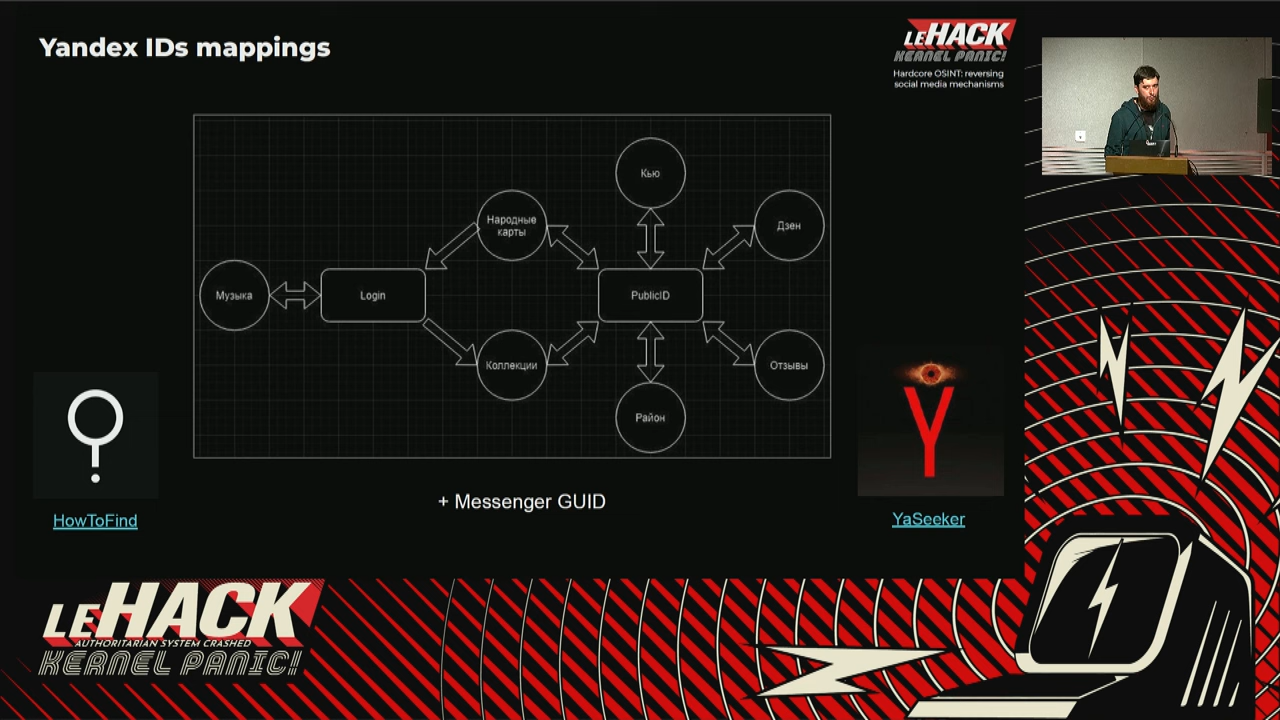 Yandex IDs mappings
LEHACK
KERNEL PANIC!
Hardcore OSINT: reversing
social media mechanisms
Кью
Народные
карты
Дзен
Музыка
Login
PublicID
Коллекции
Отзывы
Район
+ Messenger GUID
HowToFind
Y
YaSeeker
LEHACK
AUTHORITARIAN SYSTEM CRASHED
KERNEL PANIC!